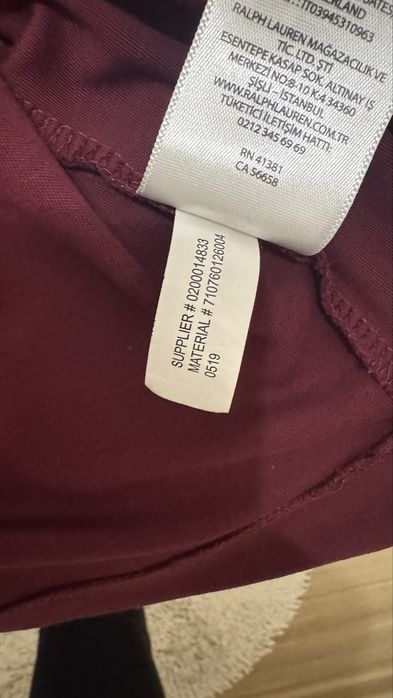 ERLAND
: IT03945310963
RALPH LAUREN MAĞAZACILIK VE
TİC. LTD. ŞTİ
ESENTEPE KASAP SOK. ALTINAY İŞ
MERKEZİ NO:8-10 K:4 34360
ŞİŞLİ – İSTANBUL
WWW.RALPHLAUREN.COM.TR
TÜKETİCİ İLETİŞİM HATTI:
0212 345 69 69
RN 41381
CA 56658
SUPPLIER # 0200014833
MATERIAL # 710760126004
0519